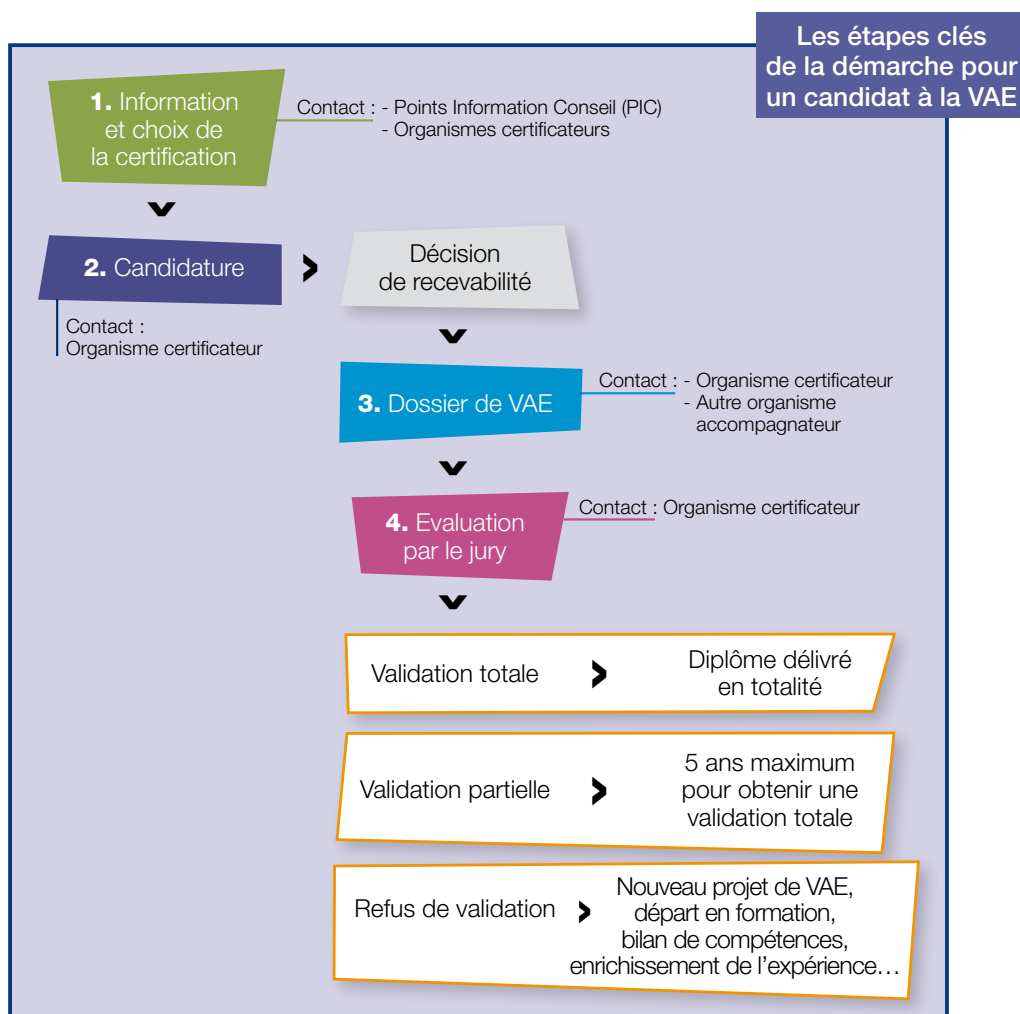 Les étapes clés
de la démarche pour
un candidat à la VAE
1. Information
et choix de
la certification
Contact : - Points Information Conseil (PIC)
- Organismes certificateurs
2. Candidature
Contact :
Organisme certificateur
Décision
de recevabilité
3. Dossier de VAE
Contact : - Organisme certificateur
- Autre organisme
accompagnateur
4. Evaluation
par le jury
Contact : Organisme certificateur
Validation totale
Diplôme délivré
en totalité
Validation partielle
5 ans maximum
pour obtenir une
validation totale
Refus de validation
Nouveau projet de VAE,
départ en formation,
bilan de compétences,
enrichissement de l’expérience…